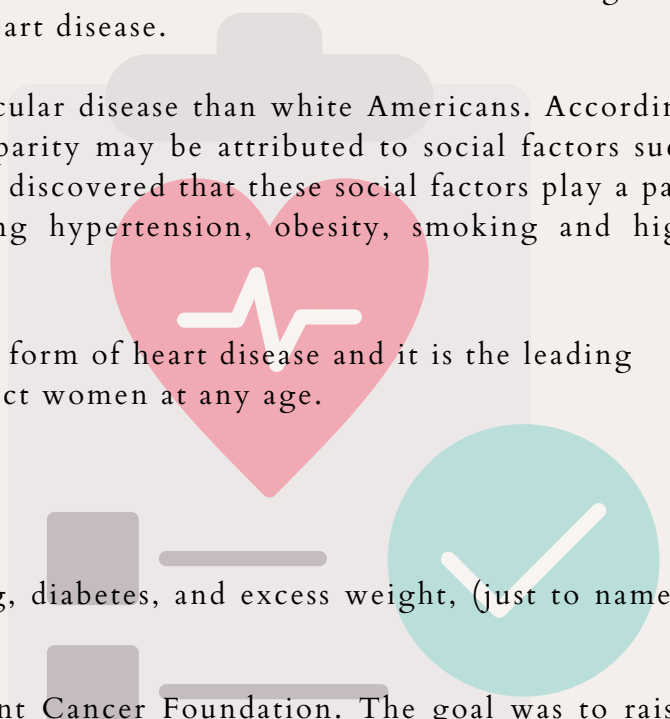 art disease.
cular disease than white Americans. Accordin
parity may be attributed to social factors su
discovered that these social factors play a pa
ng hypertension, obesity, smoking and hig
form of heart disease and it is the leading
ct women at any age.
g, diabetes, and excess weight, (just to name
nt Cancer Foundation. The goal was to rai